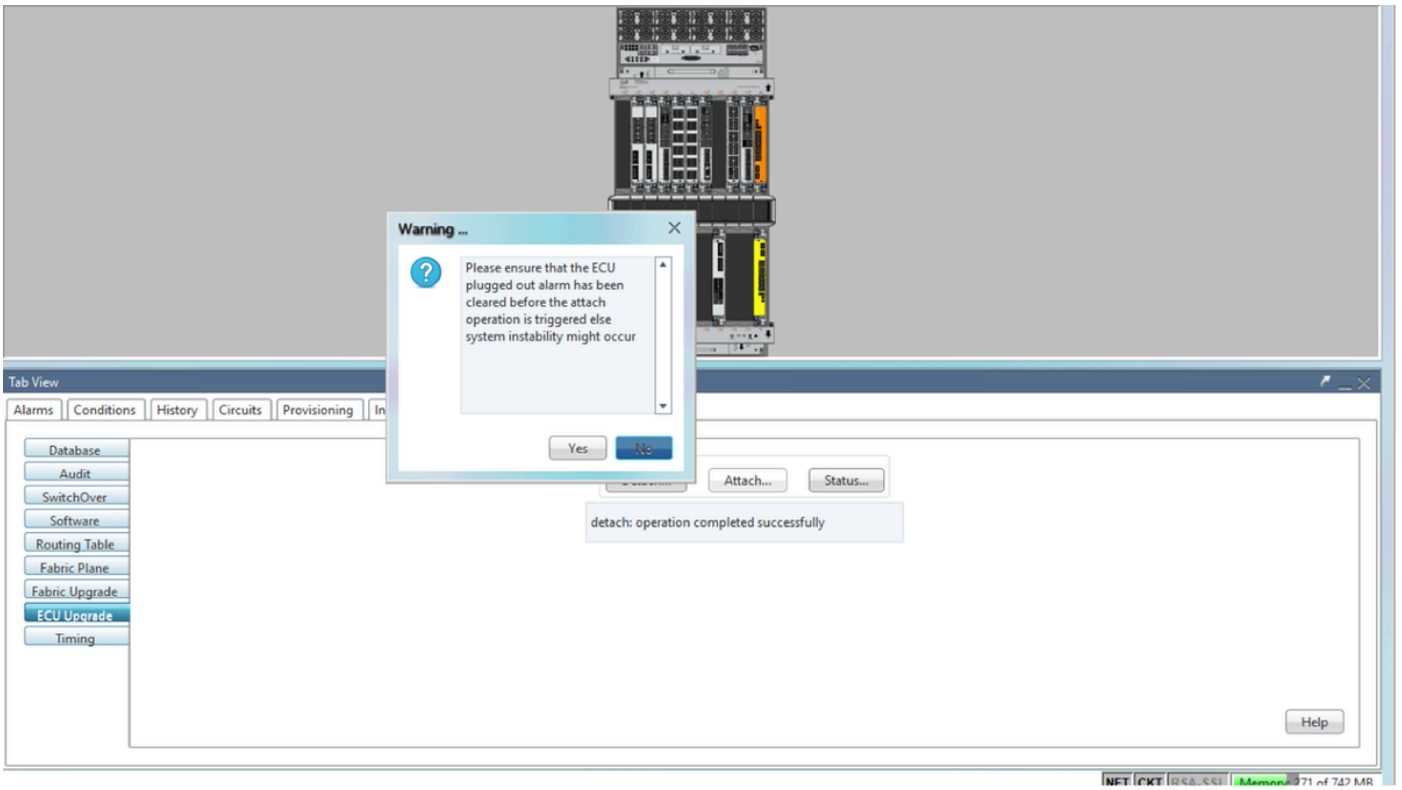 Warning ...
Please ensure that the ECU
plugged out alarm has been
cleared before the attach
operation is triggered else
system instability might occur
Yes No
Tab View
Alarms Conditions History Circuits Provisioning In
Database
Audit
SwitchOver
Software
Routing Table
Fabric Plane
Fabric Upgrade
ECU Upgrade
Timing
Attach... Status...
detach: operation completed successfully
Help
NET CKT RSA-SSL Memory: 271 of 742 MB